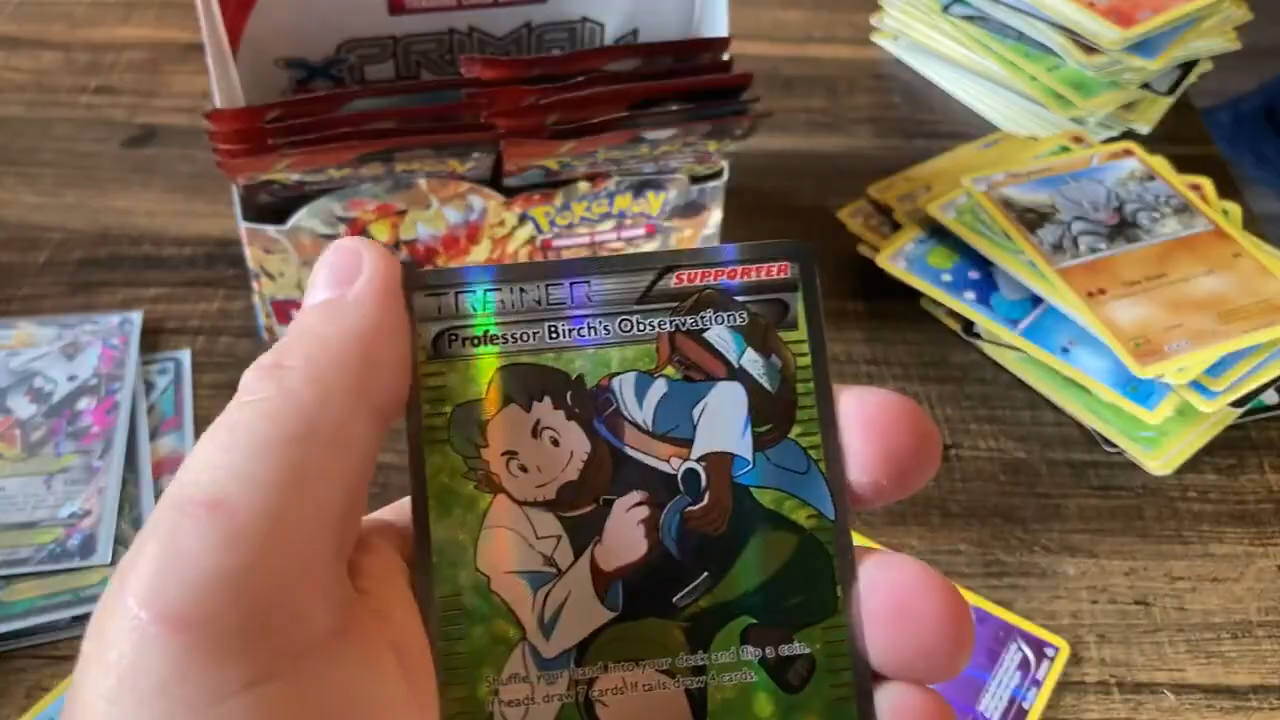 PRIMAL
Pokémon
TRAINER
SUPPORTER
Professor Birch's Observations
Shuffle your hand into your deck and flip a coin.
If heads, draw 7 cards. If tails, draw 4 cards.